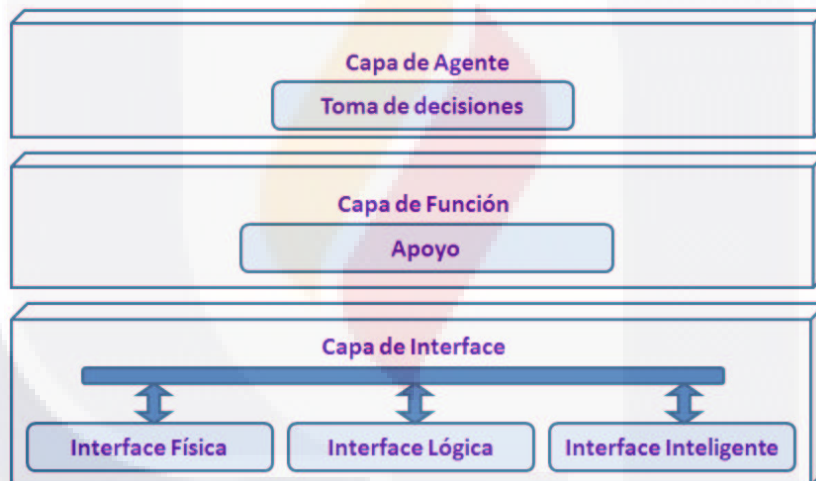 Capa de Agente
Toma de decisiones
Capa de Función
Apoyo
Capa de Interface
Interface Física
Interface Lógica
Interface Inteligente